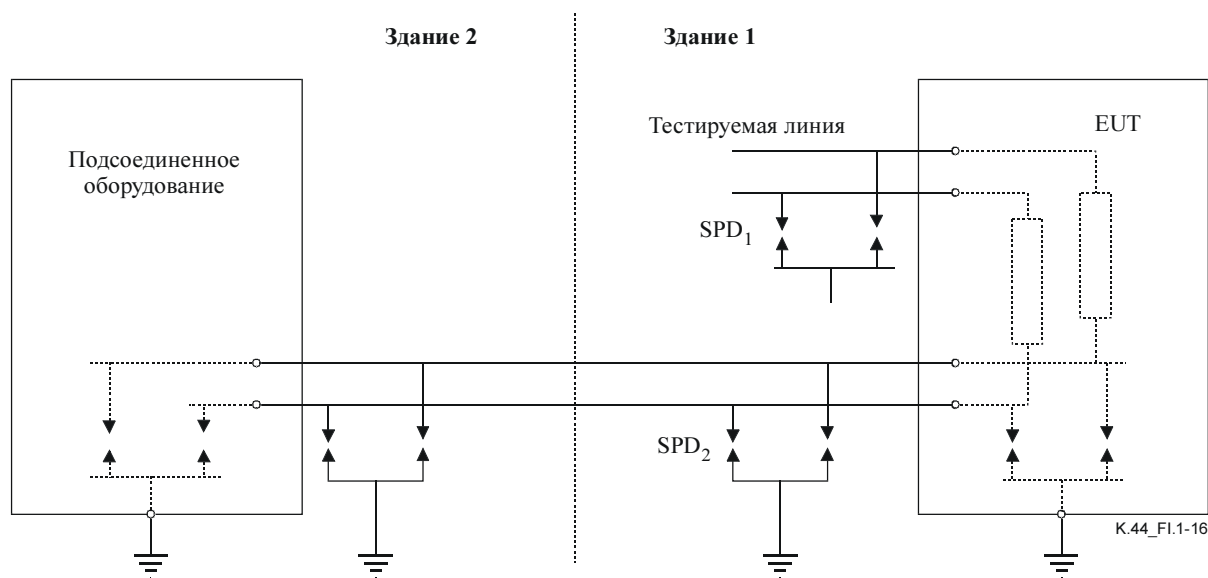 Здание 2
Здание 1
Подсоединенное
оборудование
Тестируемая линия
EUT
SPD1
SPD2
K.44_FI.1-16